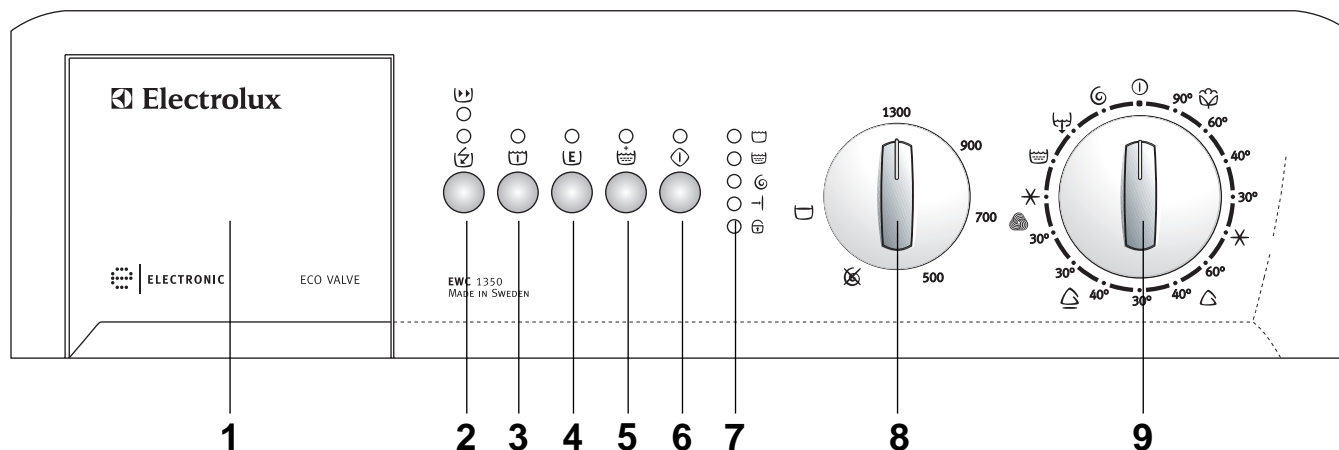 Electrolux
ELECTRONIC
ECO VALVE
EWC 1350
MADE IN SWEDEN
E
1300
900
700
500
90°
60°
40°
30°
60°
40°
30°
40°
30°
30°
1 2 3 4 5 6 7 8 9